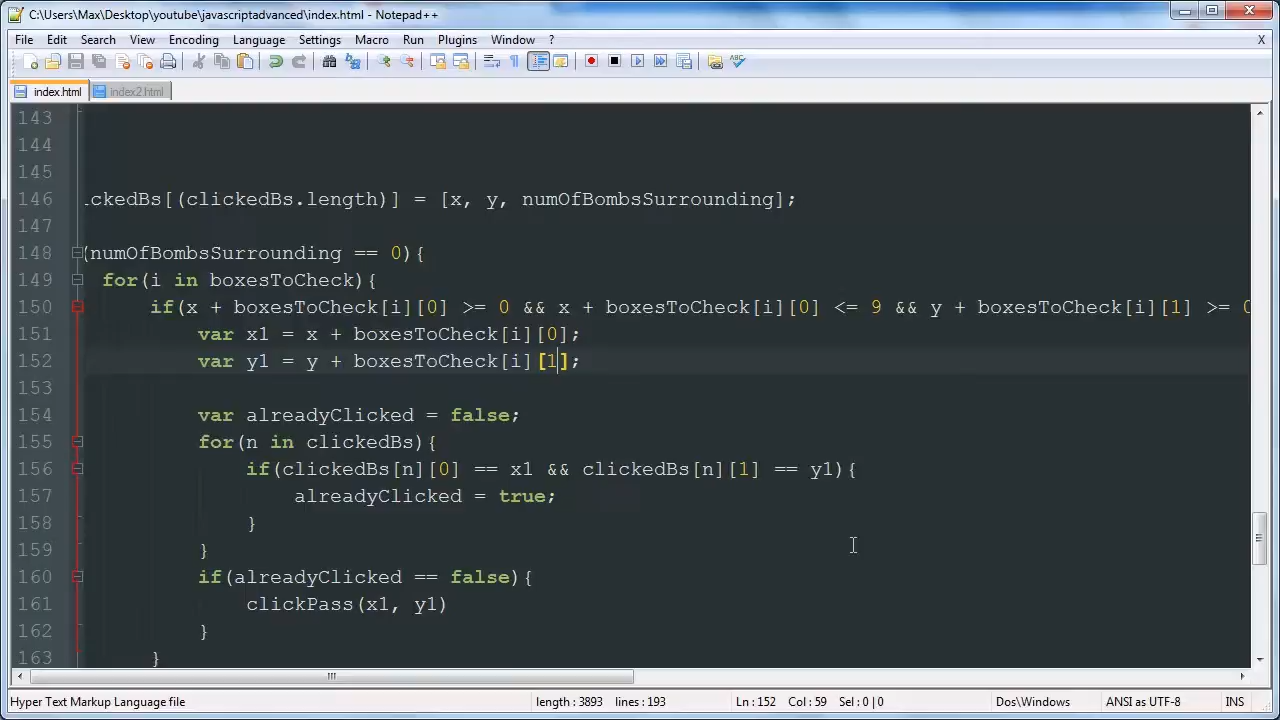 C:\Users\Max\Desktop\youtube\javascriptadvanced\index.html - Notepad++
File Edit Search View Encoding Language Settings Macro Run Plugins Window ? X
index.html index2.html
143
144
145
146 ickedBs[(clickedBs.length)] = [x, y, numOfBombsSurrounding];
147
148 (numOfBombsSurrounding == 0){
149 for(i in boxesToCheck){
150 if(x + boxesToCheck[i][0] >= 0 && x + boxesToCheck[i][0] <= 9 && y + boxesToCheck[i][1] >= 0
151 var x1 = x + boxesToCheck[i][0];
152 var y1 = y + boxesToCheck[i][1];
153
154 var alreadyClicked = false;
155 for(n in clickedBs){
156 if(clickedBs[n][0] == x1 && clickedBs[n][1] == y1){
157 alreadyClicked = true;
158 }
159 }
160 if(alreadyClicked == false){
161 clickPass(x1, y1)
162 }
163 }
Hyper Text Markup Language file length : 3893 lines : 193 Ln : 152 Col : 59 Sel : 0 | 0 Dos\Windows ANSI as UTF-8 INS